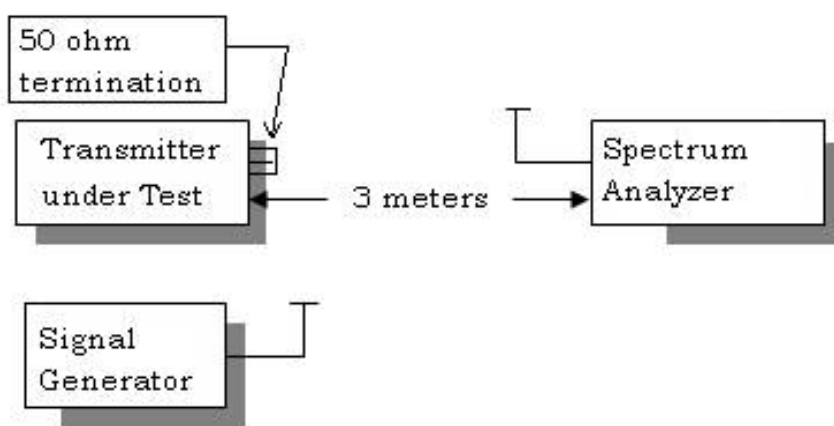 50 ohm
termination
Transmitter
under Test
3 meters
Spectrum
Analyzer
Signal
Generator